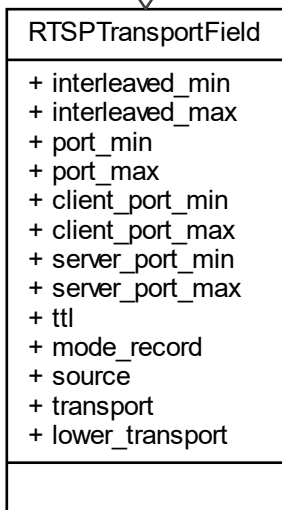 RTSPTransportField
+ interleaved_min
+ interleaved_max
+ port_min
+ port_max
+ client_port_min
+ client_port_max
+ server_port_min
+ server_port_max
+ ttl
+ mode_record
+ source
+ transport
+ lower_transport